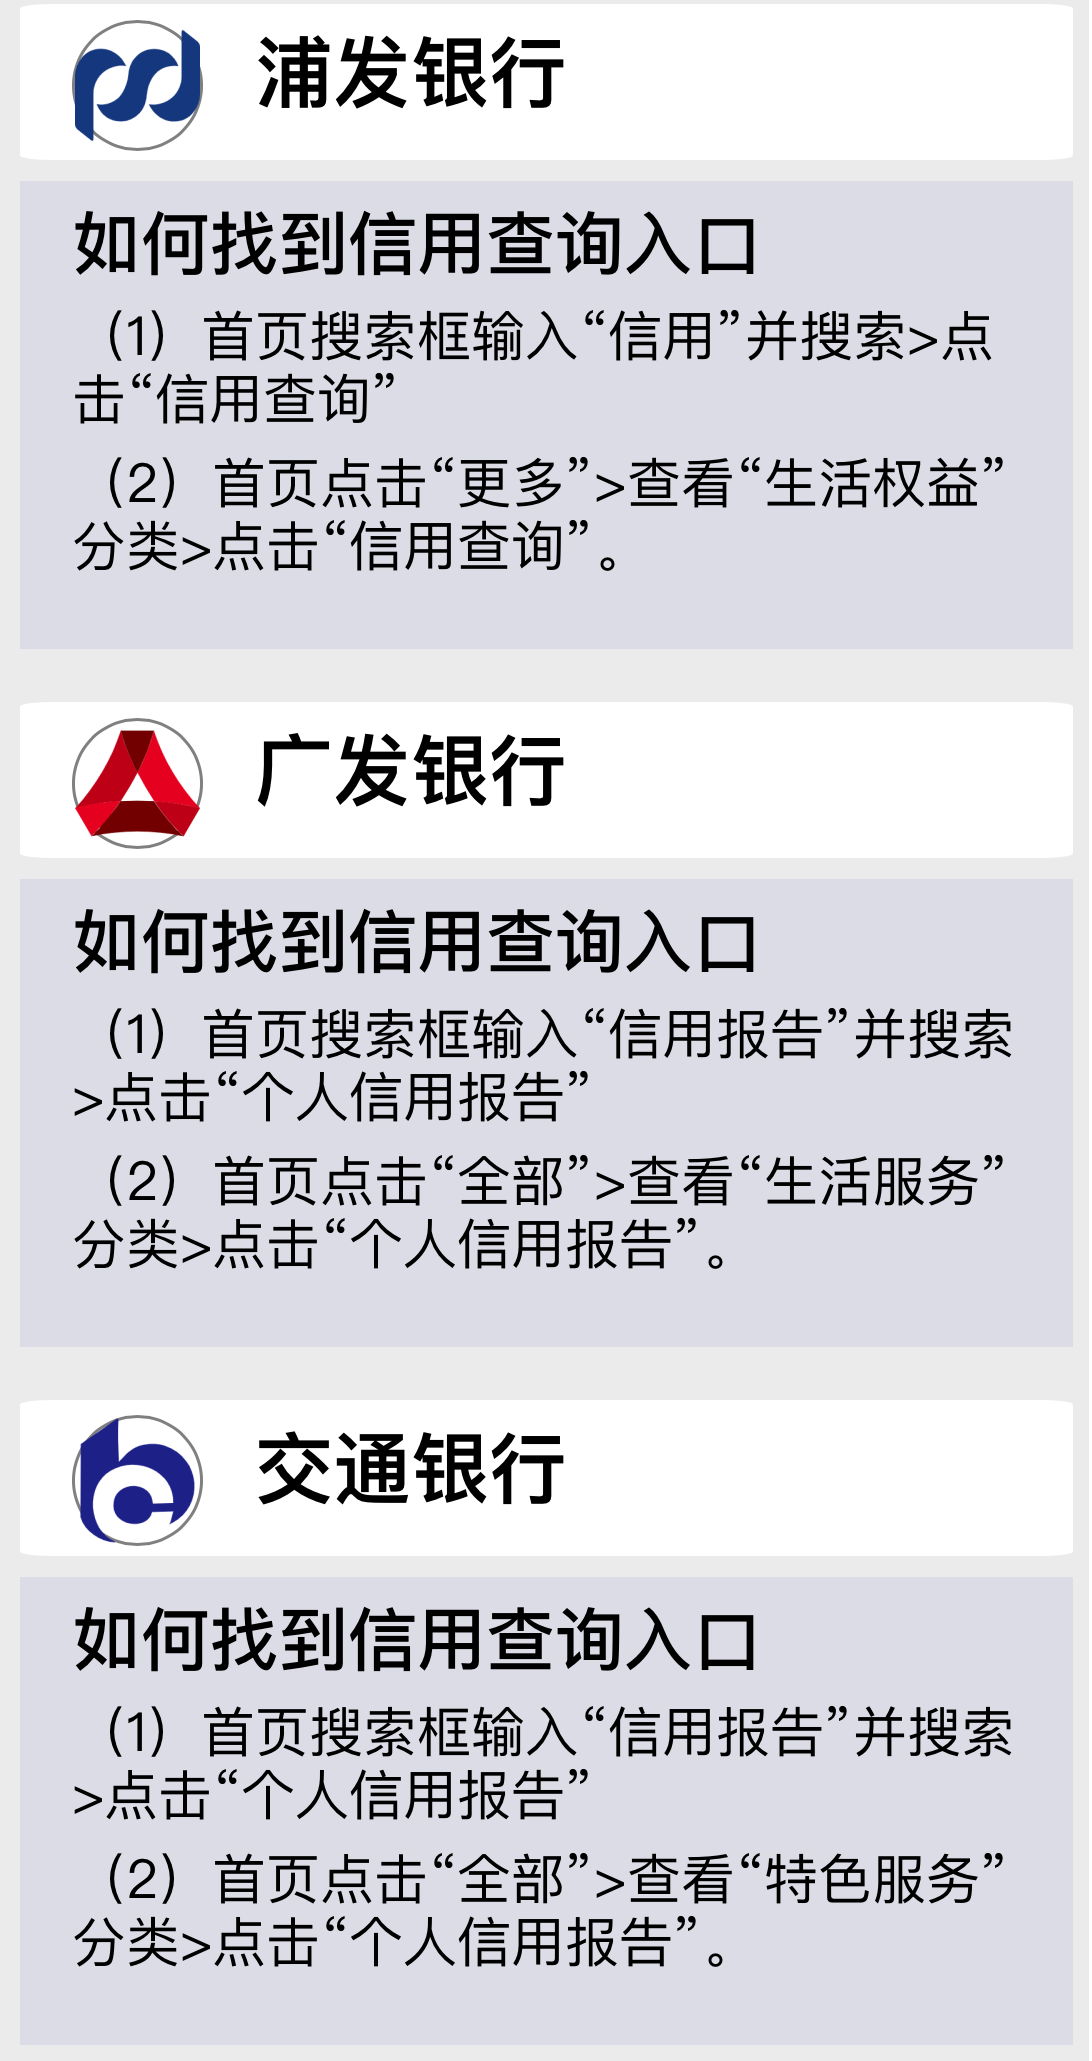 浦发银行
如何找到信用查询入口
（1）首页搜索框输入“信用”并搜索>点
击“信用查询”
（2）首页点击“更多”>查看“生活权益”
分类>点击“信用查询”。
广发银行
如何找到信用查询入口
（1）首页搜索框输入“信用报告”并搜索
>点击“个人信用报告”
（2）首页点击“全部”>查看“生活服务”
分类>点击“个人信用报告”。
交通银行
如何找到信用查询入口
（1）首页搜索框输入“信用报告”并搜索
>点击“个人信用报告”
（2）首页点击“全部”>查看“特色服务”
分类>点击“个人信用报告”。